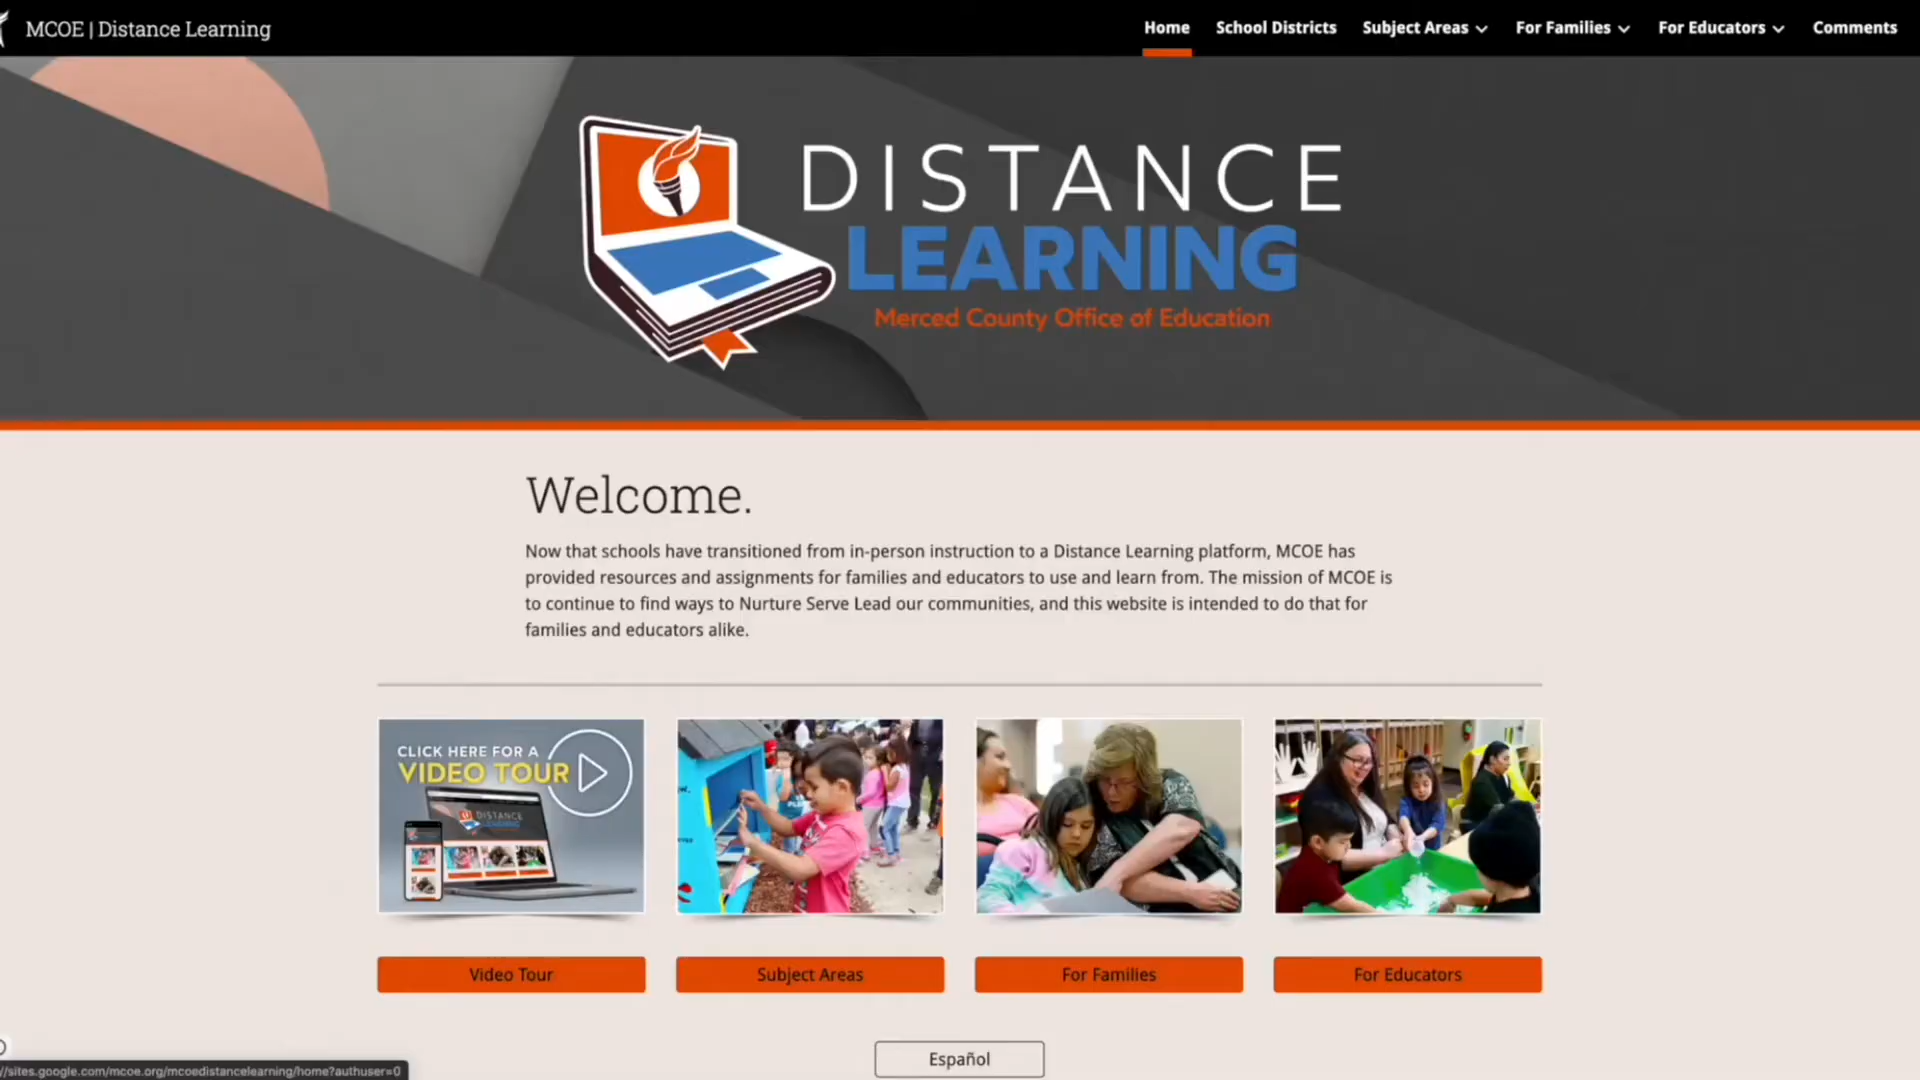 MCOE | Distance Learning
Home School Districts Subject Areas For Families For Educators Comments
DISTANCE
LEARNING
Merced County Office of Education
Welcome.
Now that schools have transitioned from in-person instruction to a Distance Learning platform, MCOE has
provided resources and assignments for families and educators to use and learn from. The mission of MCOE is
to continue to find ways to Nurture Serve Lead our communities, and this website is intended to do that for
families and educators alike.
CLICK HERE FOR A
VIDEO TOUR
DISTANCE
LEARNING
Video Tour
Subject Areas
For Families
For Educators
Español
//sites.google.com/mcoe.org/mcoedistancelearning/home?authuser=0